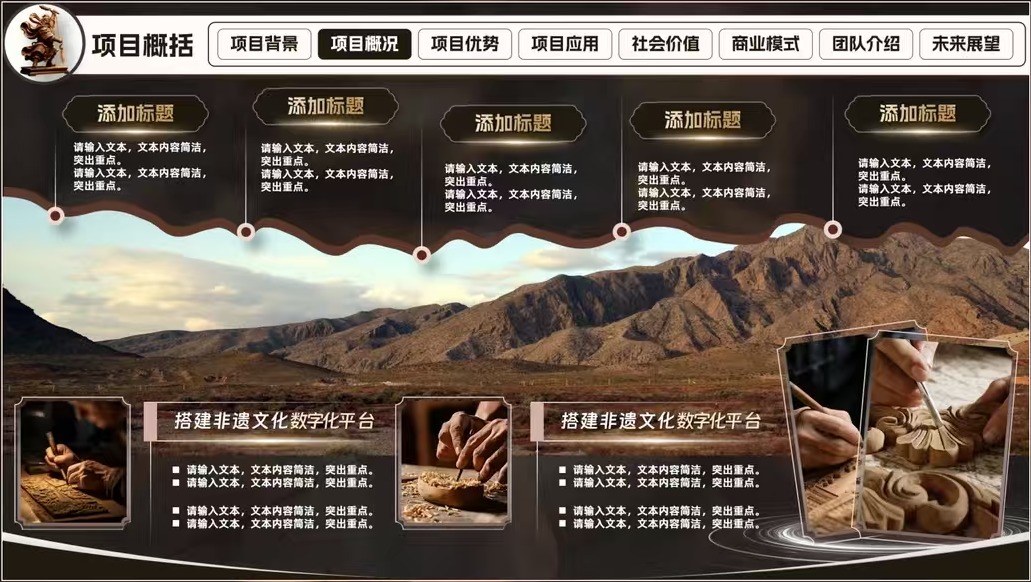 项目概括
项目背景
项目概况
项目优势
项目应用
社会价值
商业模式
团队介绍
未来展望
添加标题
请输入文本，文本内容简洁，
突出重点。
请输入文本，文本内容简洁，
突出重点。
添加标题
请输入文本，文本内容简洁，
突出重点。
请输入文本，文本内容简洁，
突出重点。
添加标题
请输入文本，文本内容简洁，
突出重点。
请输入文本，文本内容简洁，
突出重点。
添加标题
请输入文本，文本内容简洁，
突出重点。
请输入文本，文本内容简洁，
突出重点。
添加标题
请输入文本，文本内容简洁，
突出重点。
请输入文本，文本内容简洁，
突出重点。
搭建非遗文化数字化平台
■ 请输入文本，文本内容简洁，突出重点。
■ 请输入文本，文本内容简洁，突出重点。
■ 请输入文本，文本内容简洁，突出重点。
■ 请输入文本，文本内容简洁，突出重点。
搭建非遗文化数字化平台
■ 请输入文本，文本内容简洁，突出重点。
■ 请输入文本，文本内容简洁，突出重点。
■ 请输入文本，文本内容简洁，突出重点。
■ 请输入文本，文本内容简洁，突出重点。